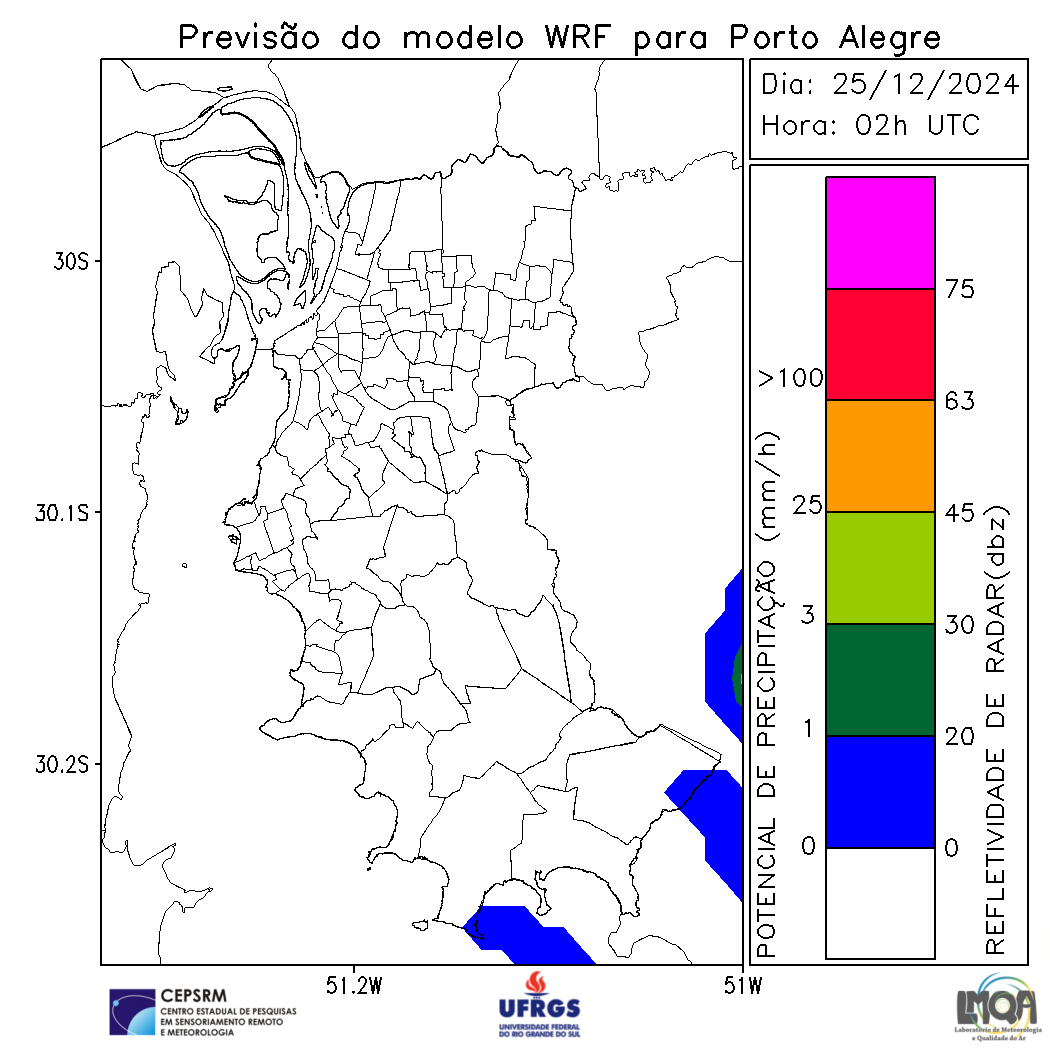 Previsão do modelo WRF para Porto Alegre
Dia: 25/12/2024
Hora: 02h UTC
30S
30.1S
30.2S
51.2W
51W
POTENCIAL DE PRECIPITAÇÃO (mm/h)
>100
25
3
1
0
75
63
45
30
20
0
REFLETIVIDADE DE RADAR(dbz)
CEPSRM
CENTRO ESTADUAL DE PESQUISAS
EM SENSORIAMENTO REMOTO
E METEOROLOGIA
UFRGS
UNIVERSIDADE FEDERAL
DO RIO GRANDE DO SUL
LMQA
Laboratório de Meteorologia
e Qualidade do Ar